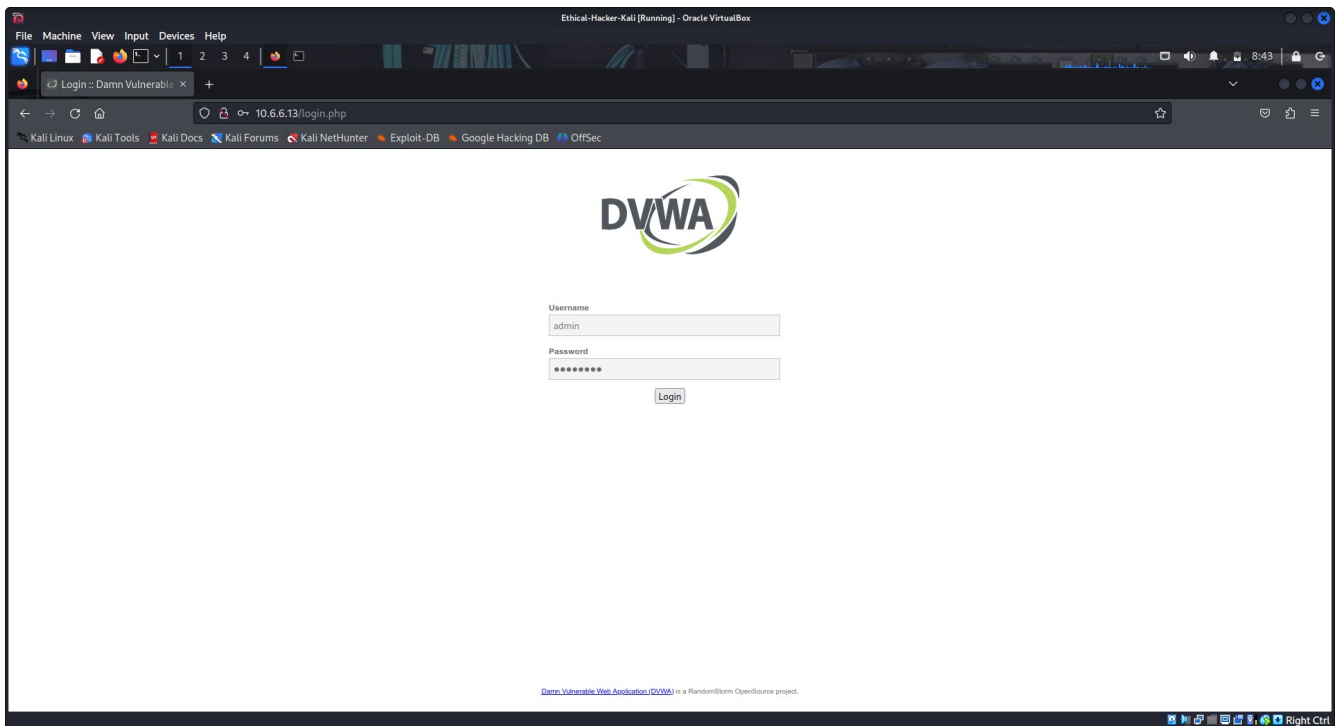 Ethical-Hacker-Kali [Running] - Oracle VirtualBox
File Machine View Input Devices Help
1 2 3 4 8:43
Login :: Damn Vulnerable
10.6.6.13/login.php
Kali Linux Kali Tools Kali Docs Kali Forums Kali NetHunter Exploit-DB Google Hacking DB OffSec
DVWA
Username
admin
Password
••••••••
Login
Damn Vulnerable Web Application (DVWA) is a RandomStorm OpenSource project.
Right Ctrl